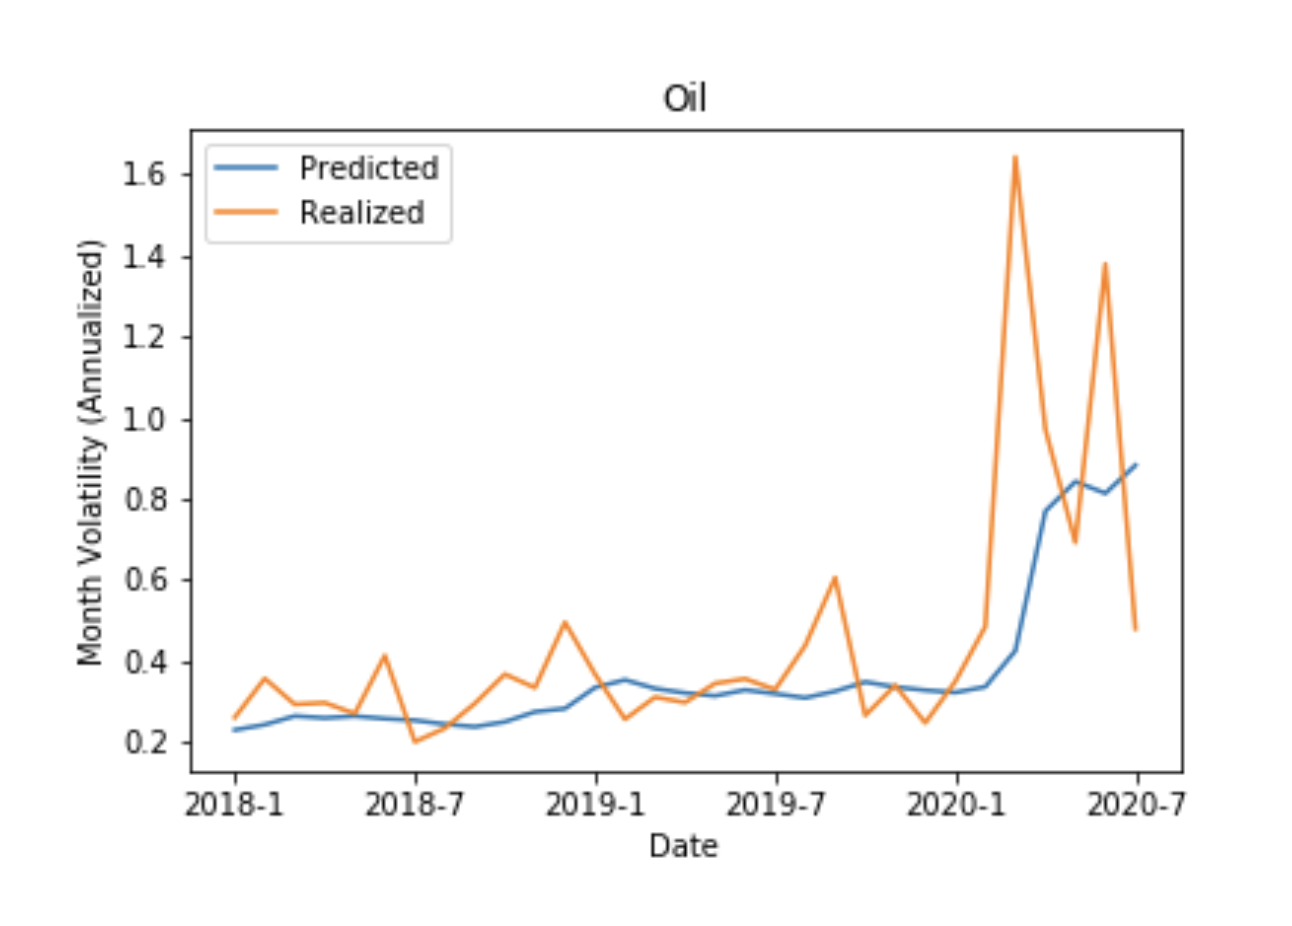 Oil
Predicted
Realized
Month Volatility (Annualized)
1.6
1.4
1.2
1.0
0.8
0.6
0.4
0.2
2018-1 2018-7 2019-1 2019-7 2020-1 2020-7
Date